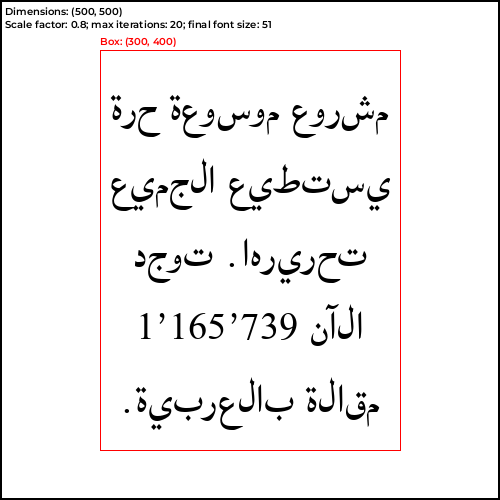 Dimensions: (500, 500)
Scale factor: 0.8; max iterations: 20; final font size: 51
Box: (300, 400)
مشروع موسوعة حرة
يستطيع الجميع
تحريرها. توجد
الآن 1’165’739
مقالة بالعربية.